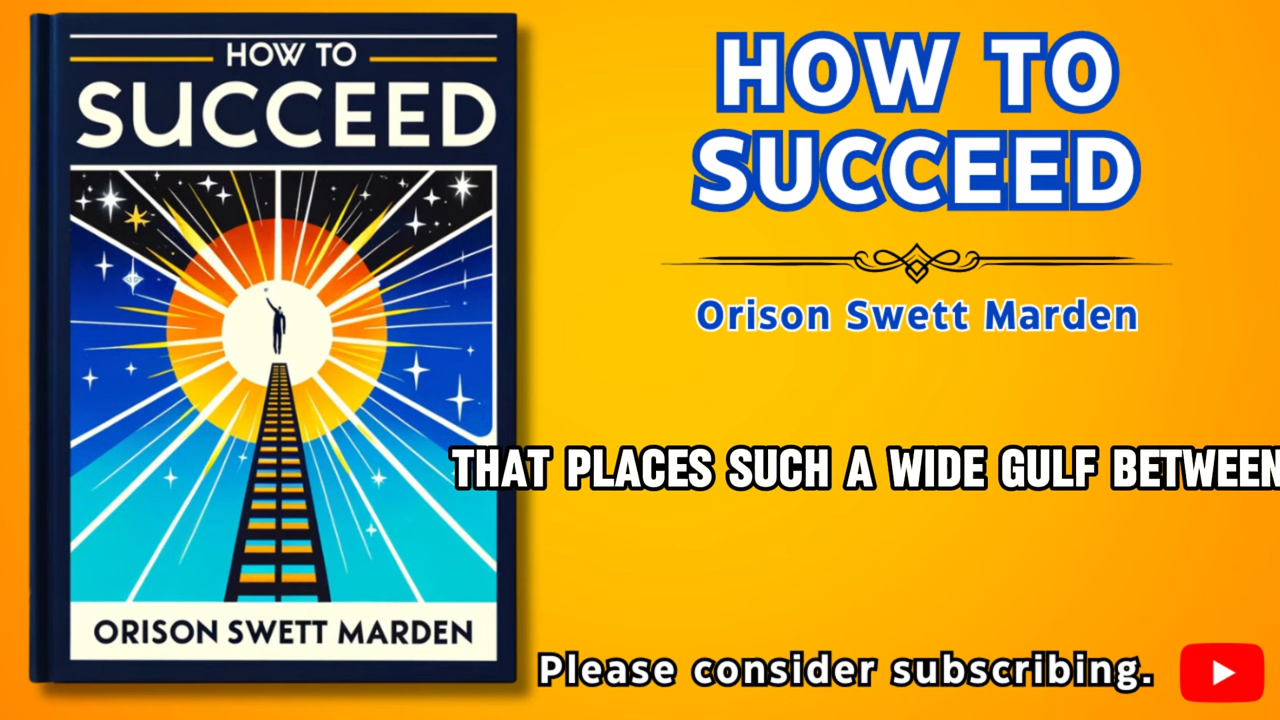 HOW TO
SUCCEED
ORISON SWETT MARDEN
HOW TO
SUCCEED
Orison Swett Marden
THAT PLACES SUCH A WIDE GULF BETWEEN
Please consider subscribing.